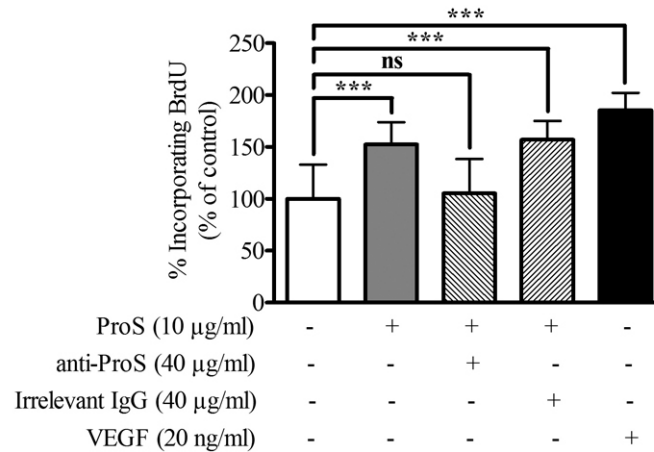 ***
***
ns
***
250
200
150
100
50
0
% Incorporating BrdU
(% of control)
ProS (10 µg/ml) - + + + -
anti-ProS (40 µg/ml) - - + - -
Irrelevant IgG (40 µg/ml) - - - + -
VEGF (20 ng/ml) - - - - +